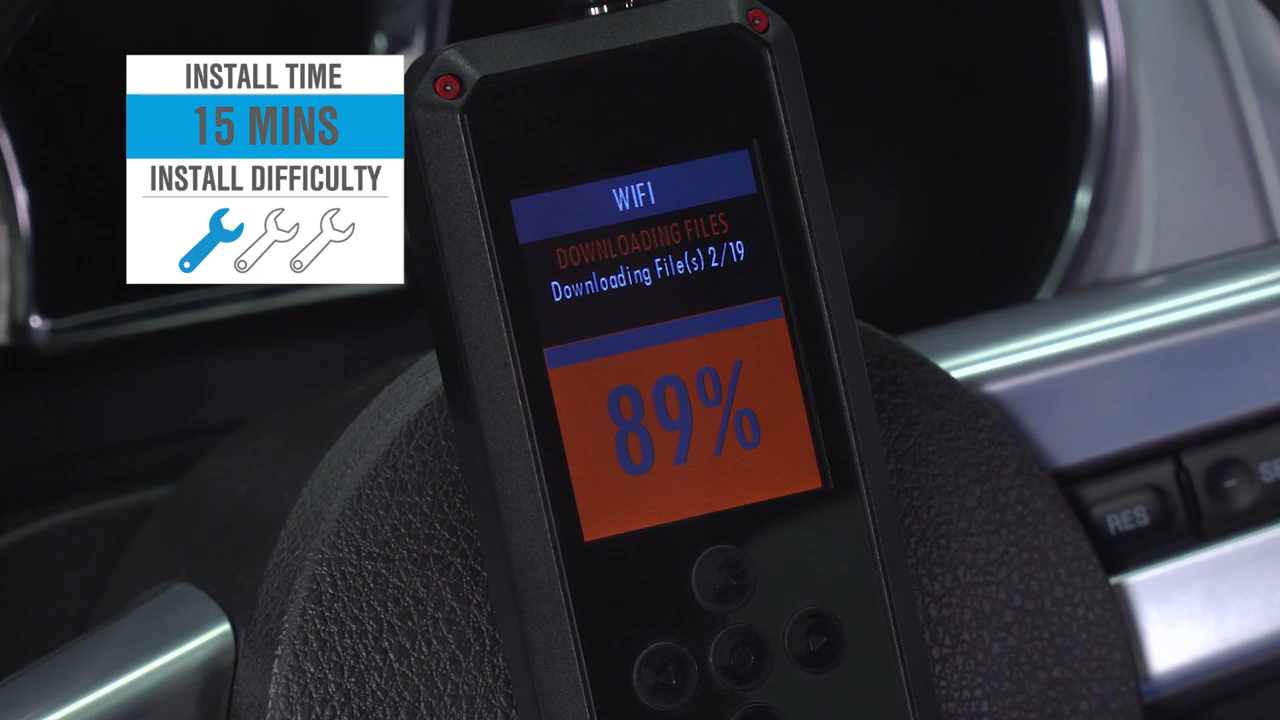 INSTALL TIME
15 MINS
INSTALL DIFFICULTY
WIFI
DOWNLOADING FILES
Downloading File(s) 2/19
89%
RES